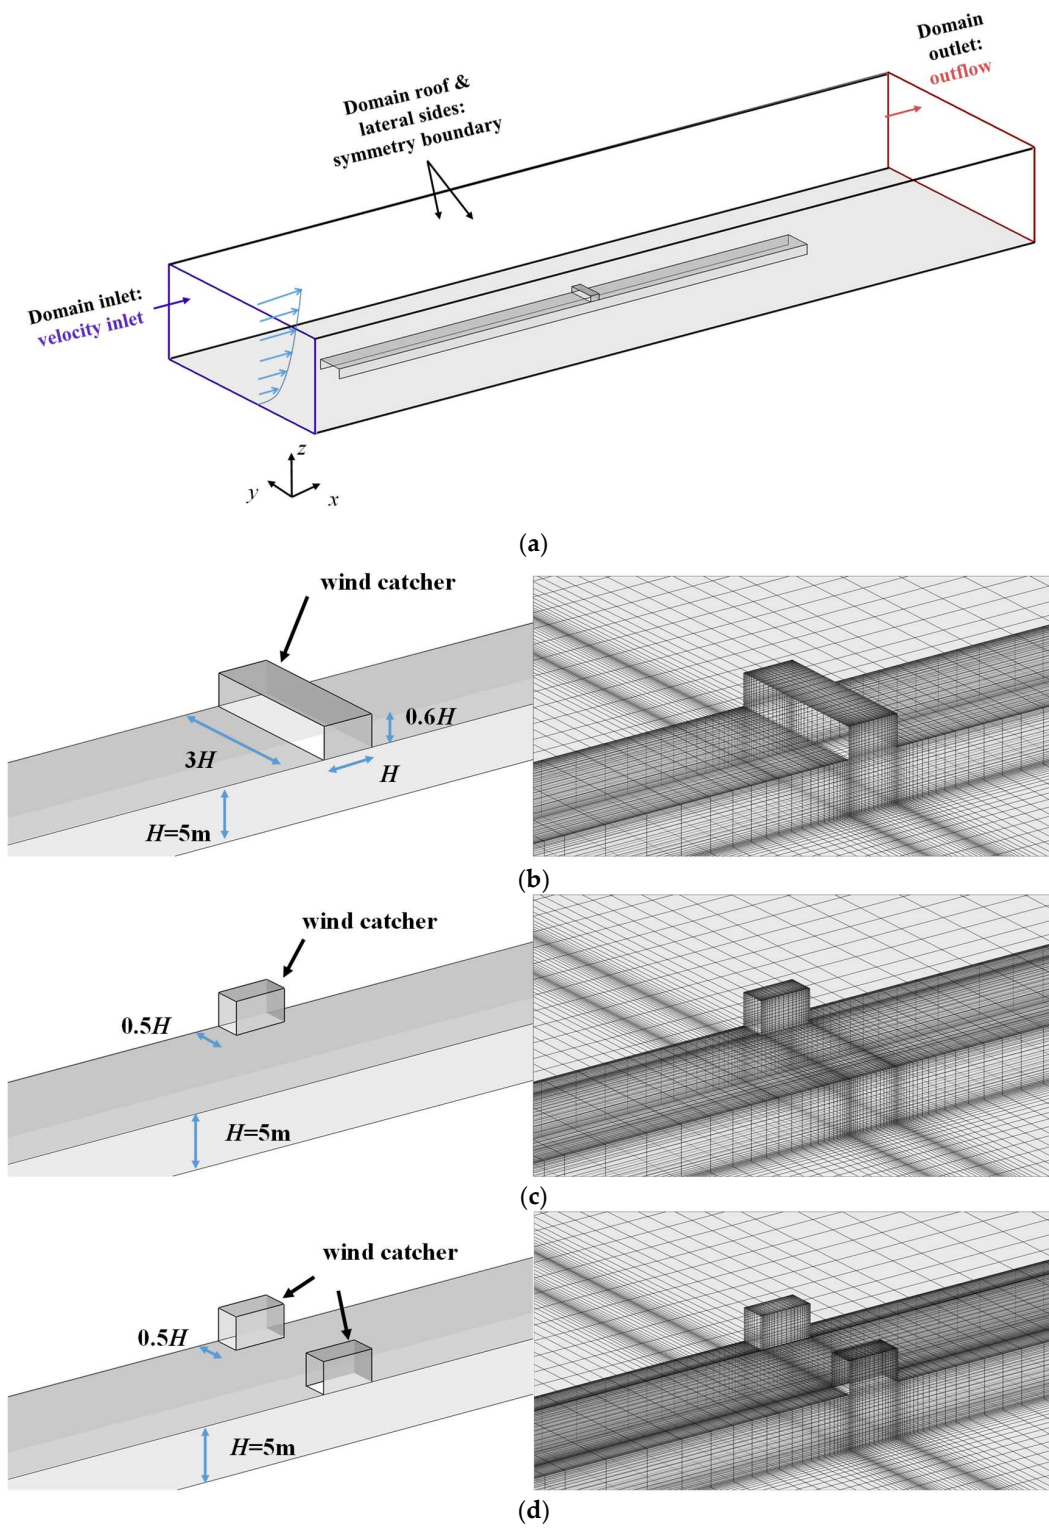 (a)
Domain
outlet:
outflow
Domain roof &
lateral sides:
symmetry boundary
Domain inlet:
velocity inlet
z
y
x
(a)
wind catcher
0.6H
3H
H
H=5m
(b)
wind catcher
0.5H
H=5m
(c)
wind catcher
0.5H
H=5m
(d)